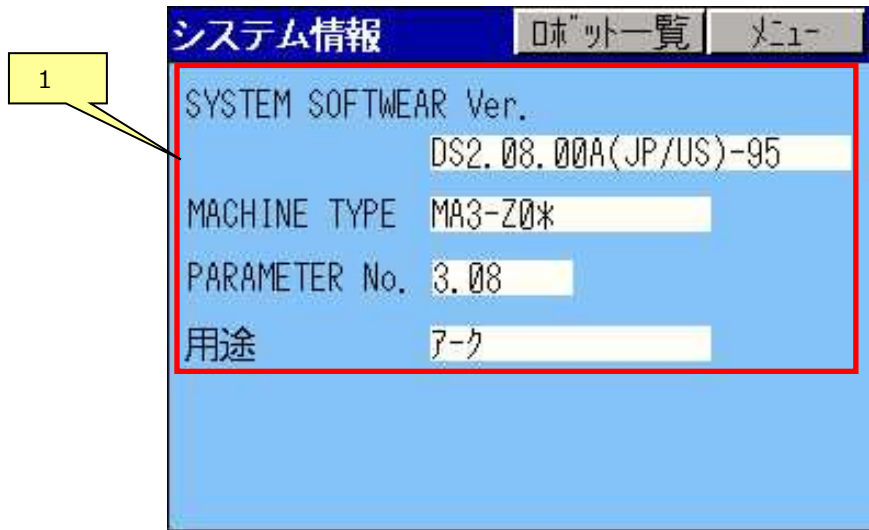 1
システム情報 ﾛﾎﾞｯﾄ一覧 ﾒﾆｭｰ
SYSTEM SOFTWEAR Ver.
DS2.08.00A(JP/US)-95
MACHINE TYPE MA3-Z0*
PARAMETER No. 3.08
用途 ｱｰｸ